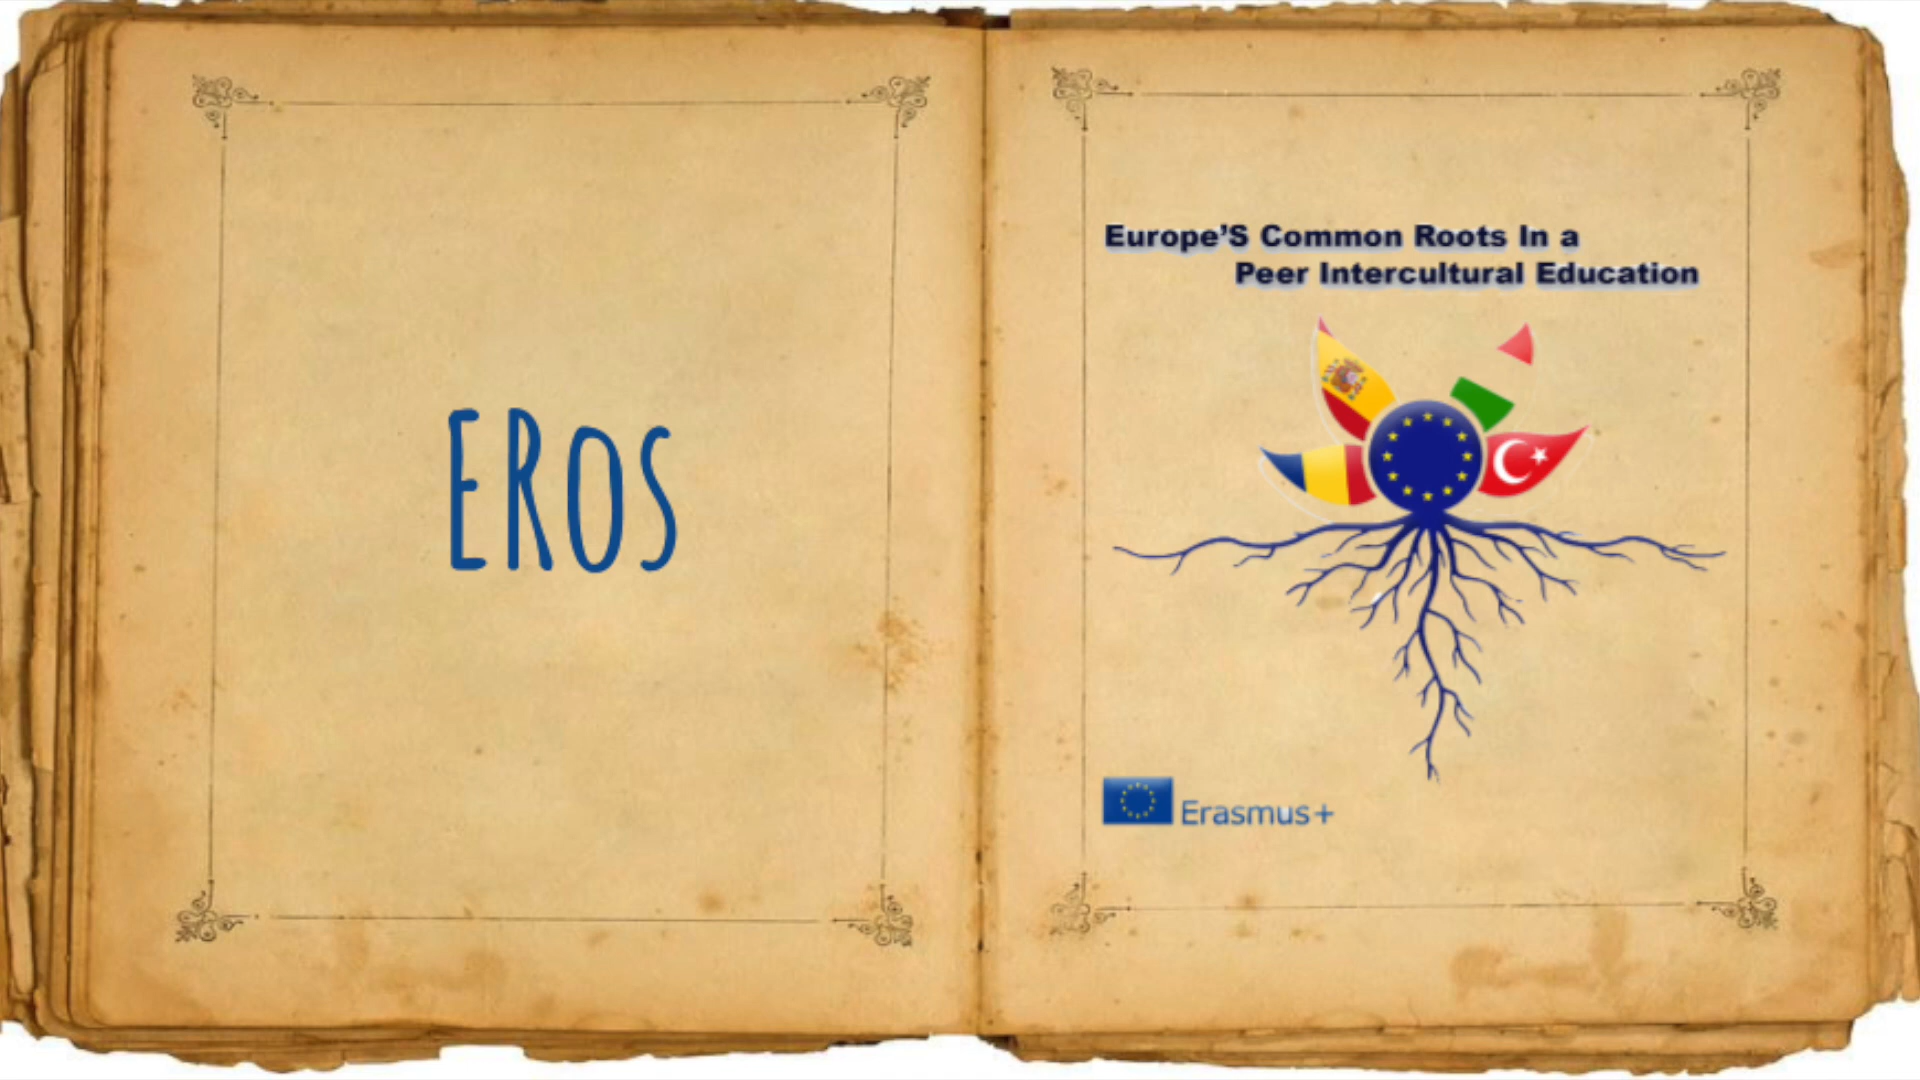 EROS
Europe'S Common Roots In a
Peer Intercultural Education
Erasmus+